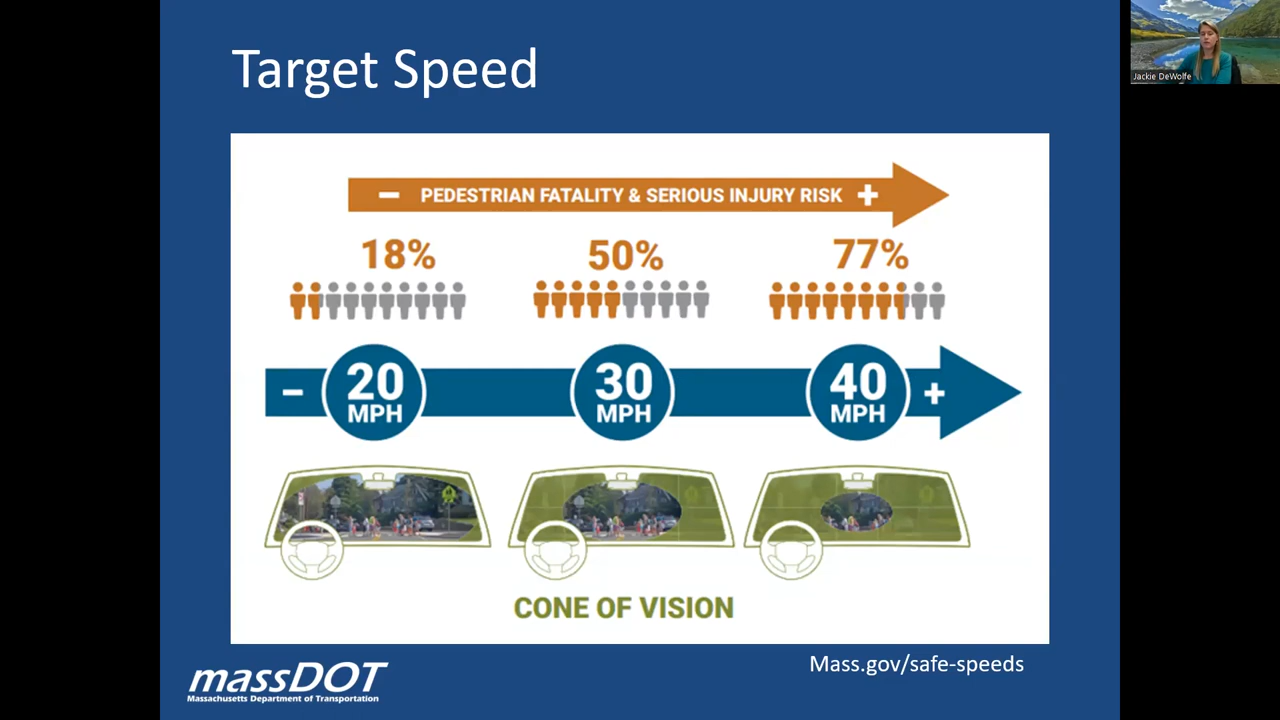 Target Speed
Jackie DeWolfe
− PEDESTRIAN FATALITY & SERIOUS INJURY RISK +
18% 50% 77%
− 20 MPH 30 MPH 40 MPH +
CONE OF VISION
Mass.gov/safe-speeds
massDOT
Massachusetts Department of Transportation